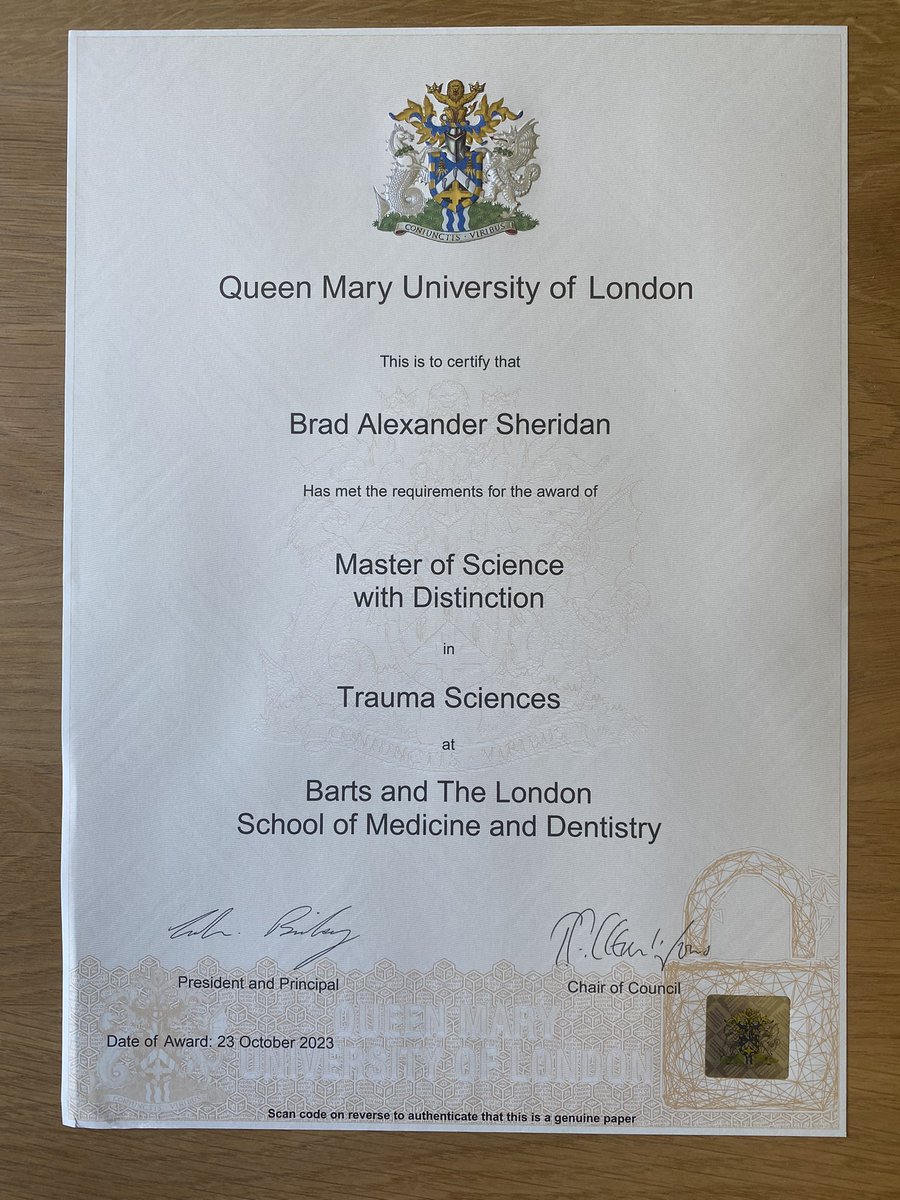 CONIUNCTIS · VIRIBUS
Queen Mary University of London
This is to certify that
Brad Alexander Sheridan
Has met the requirements for the award of
Master of Science
with Distinction
in
Trauma Sciences
CONIUNCTIS · VIRIBUS
at
Barts and The London
School of Medicine and Dentistry
President and Principal
Chair of Council
QUEEN MARY
UNIVERSITY OF LONDON
Date of Award: 23 October 2023
Scan code on reverse to authenticate that this is a genuine paper